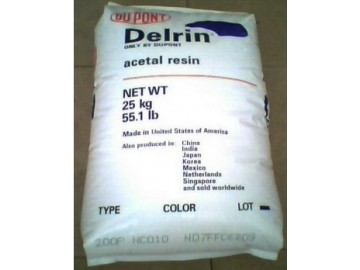 DU PONT
Delrin®
ONLY BY DUPONT
acetal resin
NET WT
25 kg
55.1 lb
Made in United States of America
Also produced in: China
India
Japan
Korea
Mexico
Netherlands
Singapore
and sold worldwide
TYPE COLOR LOT
200P NC010